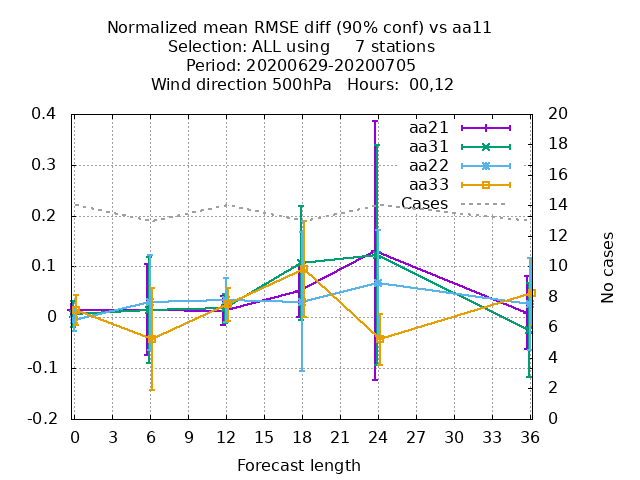 Normalized mean RMSE diff (90% conf) vs aa11
Selection: ALL using     7 stations
Period: 20200629-20200705
Wind direction 500hPa   Hours:  00,12
0.4
0.3
0.2
0.1
0
-0.1
-0.2
aa21
aa31
aa22
aa33
Cases
20
18
16
14
12
10
8
6
4
2
0
No cases
0 3 6 9 12 15 18 21 24 27 30 33 36
Forecast length